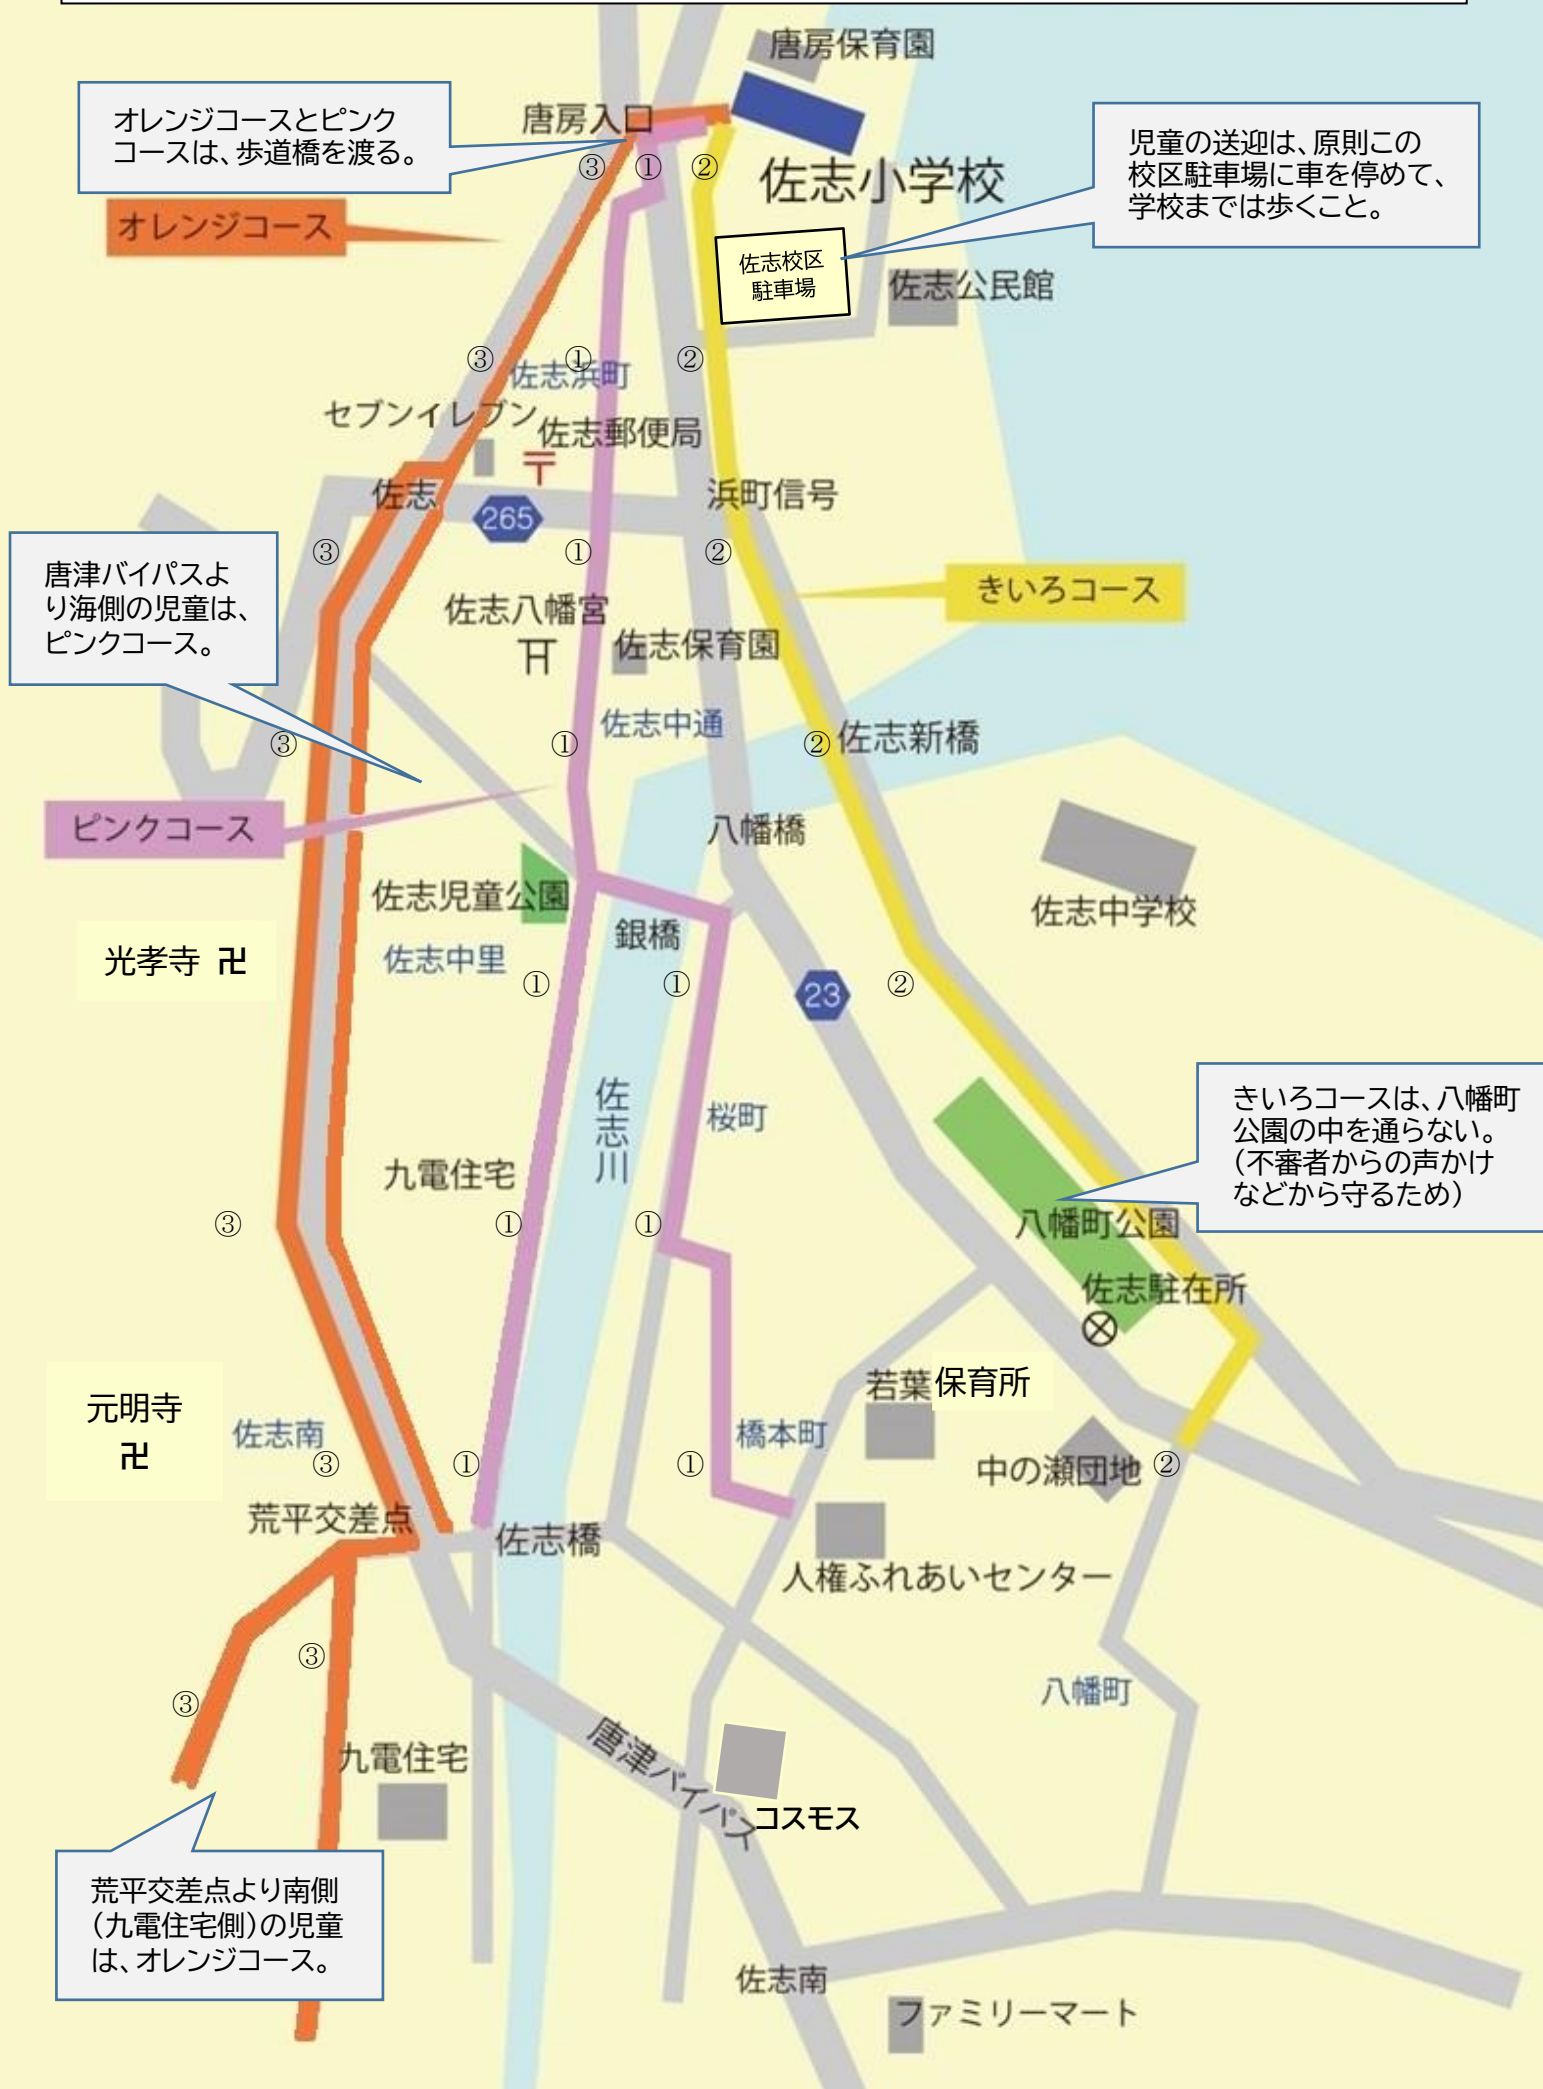 唐房保育園
オレンジコースとピンク
コースは、歩道橋を渡る。
唐房入口
児童の送迎は、原則この
校区駐車場に車を停めて、
学校までは歩くこと。
③ ① ②
佐志小学校
オレンジコース
佐志校区
駐車場
佐志公民館
③ ① ②
佐志浜町
セブンイレブン
佐志郵便局
〒
佐志
265
浜町信号
③ ① ②
唐津バイパスよ
り海側の児童は、
ピンクコース。
きいろコース
佐志八幡宮
佐志保育園
佐志中通
③ ① ②
佐志新橋
ピンクコース
八幡橋
佐志児童公園
佐志中学校
銀橋
光孝寺 卍
佐志中里
① ① ②
23
佐志川
桜町
きいろコースは、八幡町
公園の中を通らない。
(不審者からの声かけ
などから守るため)
九電住宅
③ ① ①
八幡町公園
佐志駐在所
若葉保育所
元明寺
卍
佐志南
橋本町
③ ① ① ②
中の瀬団地
荒平交差点
佐志橋
人権ふれあいセンター
③
③
八幡町
九電住宅
唐津バイパス
コスモス
荒平交差点より南側
(九電住宅側)の児童
は、オレンジコース。
佐志南
ファミリーマート